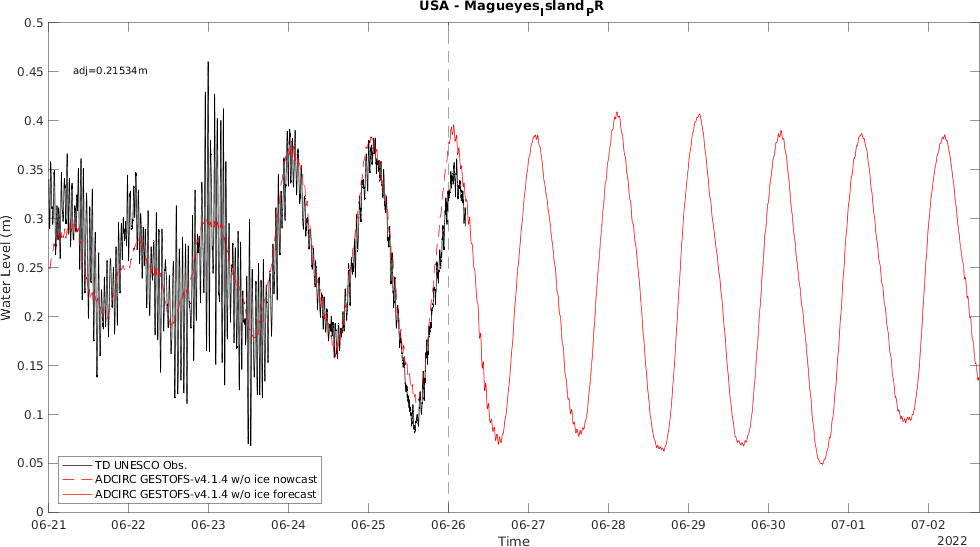 USA - MagueyesIsland PR
0.5
0.45
0.4
0.35
0.3
0.25
0.2
0.15
0.1
0.05
0
Water Level (m)
adj=0.21534m
TD UNESCO Obs.
ADCIRC GESTOFS-v4.1.4 w/o ice nowcast
ADCIRC GESTOFS-v4.1.4 w/o ice forecast
06-21 06-22 06-23 06-24 06-25 06-26 06-27 06-28 06-29 06-30 07-01 07-02
Time
2022